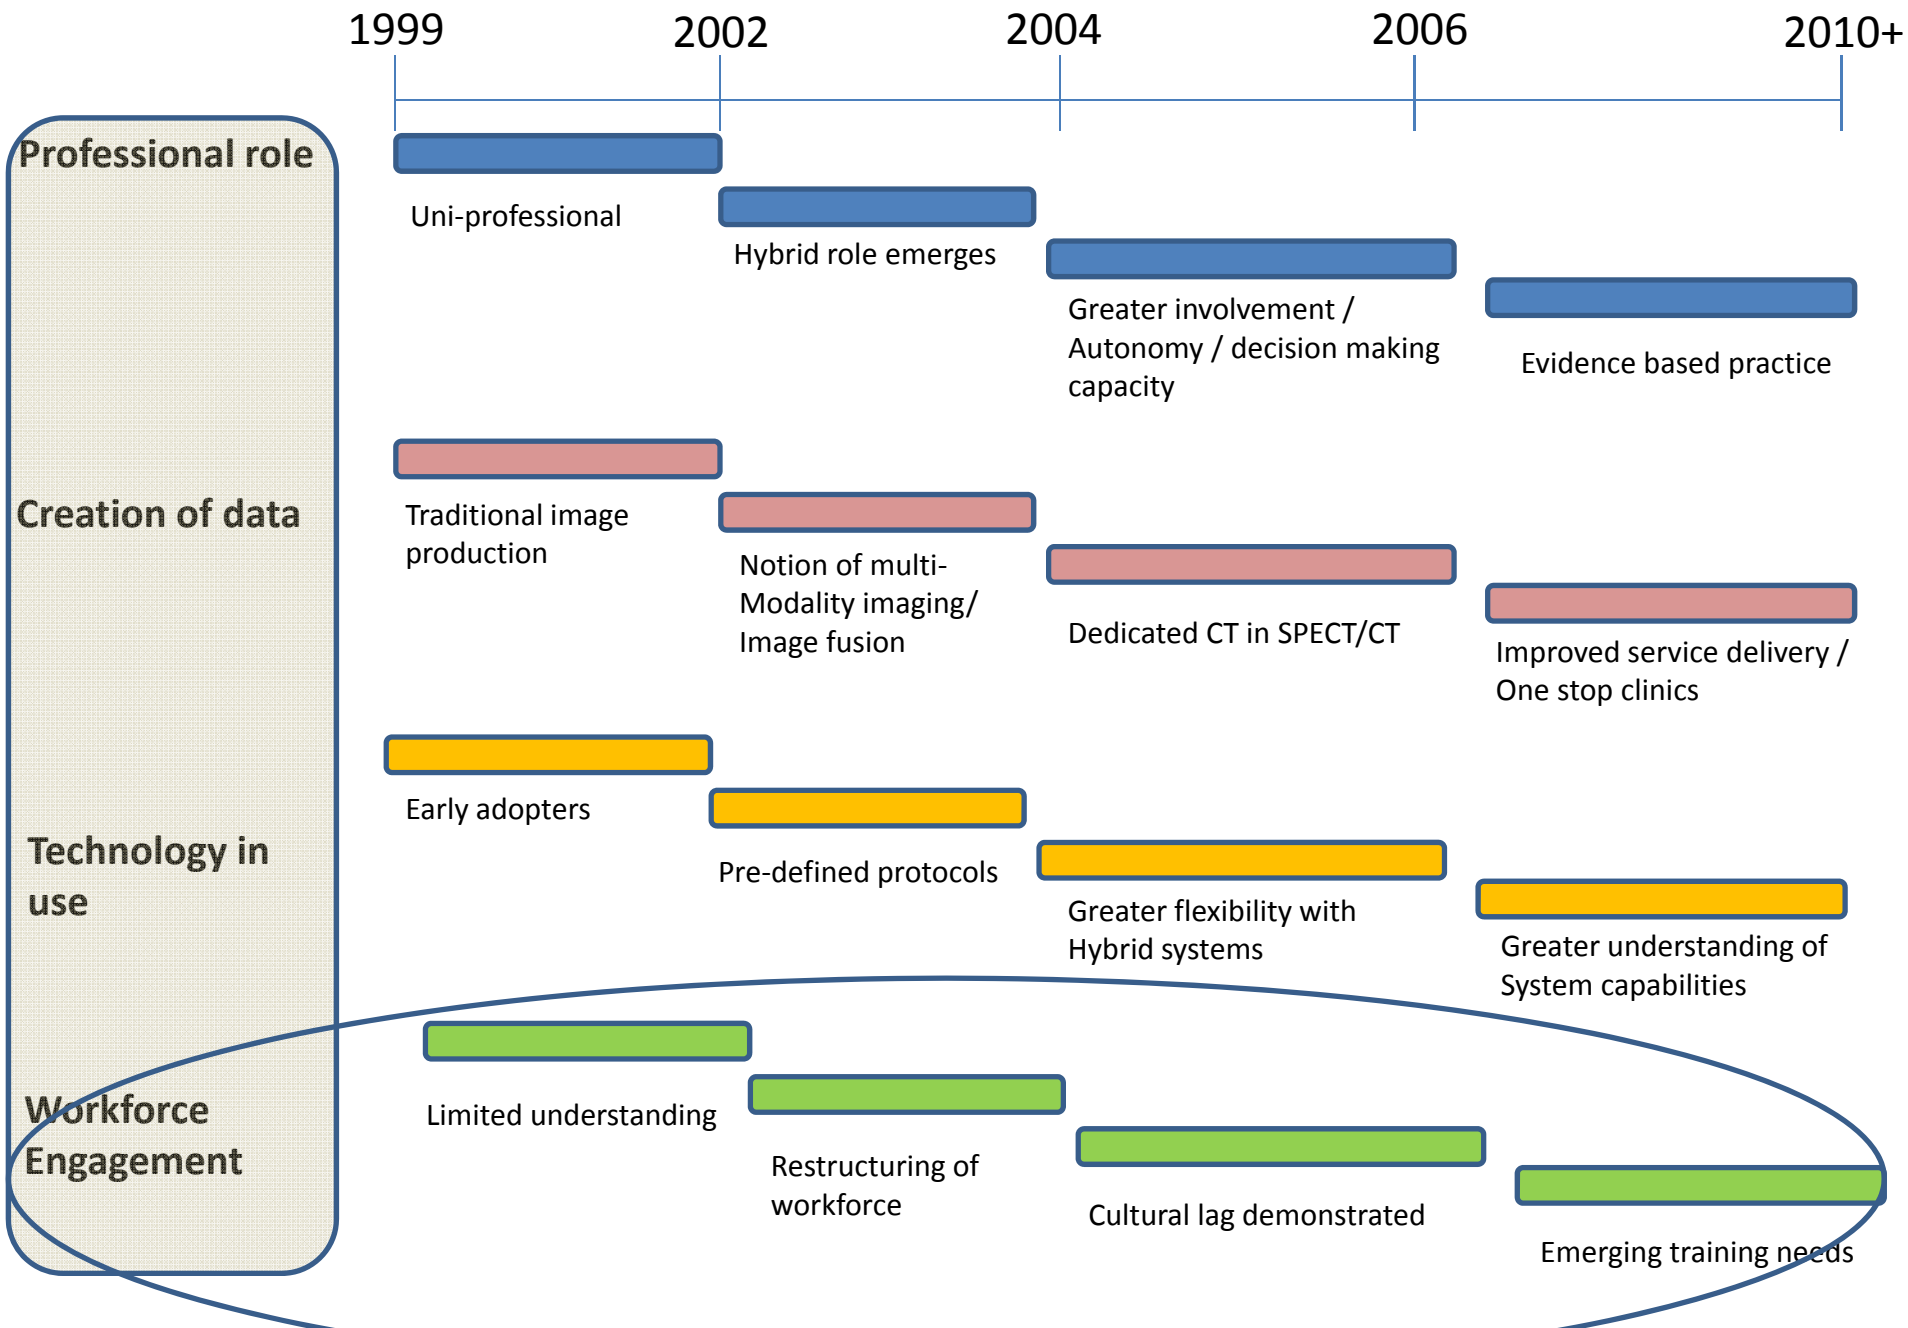 1999
2002
2004
2006
2010+
Professional role
Uni-professional
Hybrid role emerges
Greater involvement /
Autonomy / decision making
capacity
Evidence based practice
Creation of data
Traditional image
production
Notion of multi-
Modality imaging/
Image fusion
Dedicated CT in SPECT/CT
Improved service delivery /
One stop clinics
Technology in
use
Early adopters
Pre-defined protocols
Greater flexibility with
Hybrid systems
Greater understanding of
System capabilities
Workforce
Engagement
Limited understanding
Restructuring of
workforce
Cultural lag demonstrated
Emerging training needs